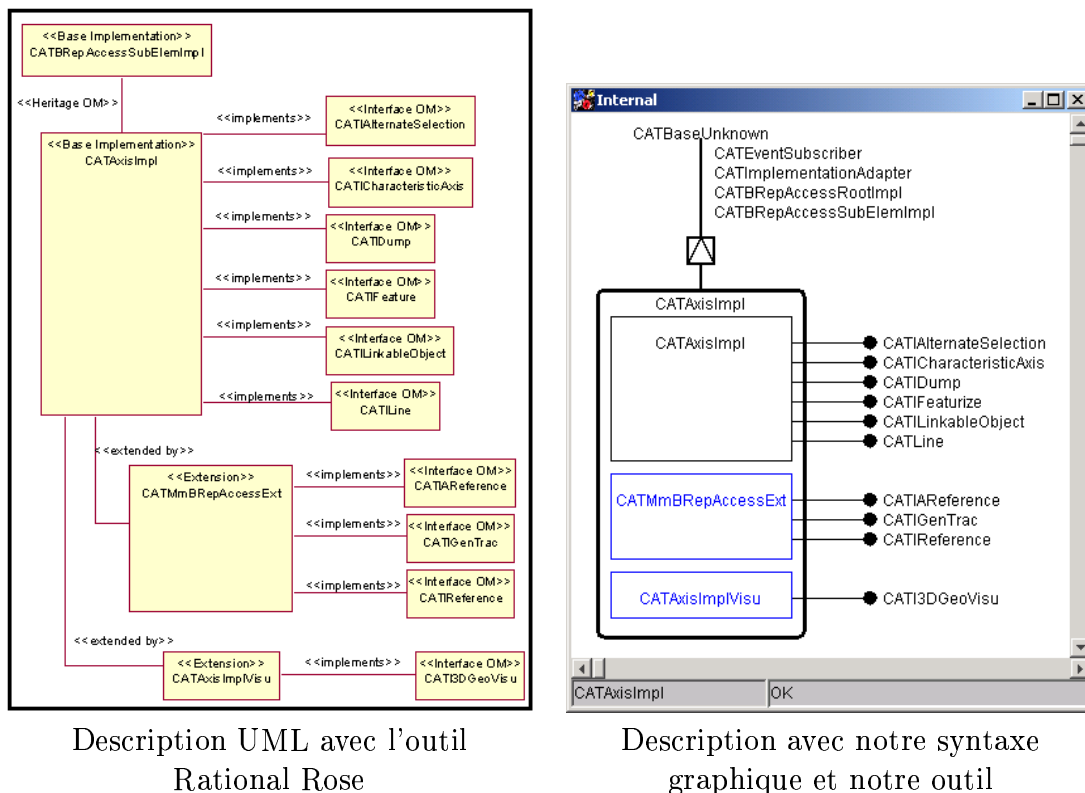 <<Base Implementation>>
CATBRepAccessSubElemImpl
<<Heritage OM>>
<<Base Implementation>>
CATAxisImpl
<<implements>>
<<Interface OM>>
CATIAlternateSelection
<<implements>>
<<Interface OM>>
CATICharacteristicAxis
<<implements>>
<<Interface OM>>
CATIDump
<<implements>>
<<Interface OM>>
CATIFeature
<<implements>>
<<Interface OM>>
CATILinkableObject
<<implements>>
<<Interface OM>>
CATILine
<<extended by>>
<<Extension>>
CATMmBRepAccessExt
<<implements>>
<<Interface OM>>
CATIAReference
<<implements>>
<<Interface OM>>
CATIGenTrac
<<implements>>
<<Interface OM>>
CATIReference
<<extended by>>
<<Extension>>
CATAxisImplVisu
<<implements>>
<<Interface OM>>
CATI3DGeoVisu
Description UML avec l'outil
Rational Rose
Internal
CATBaseUnknown
CATEventSubscriber
CATImplementationAdapter
CATBRepAccessRootImpl
CATBRepAccessSubElemImpl
CATAxisImpl
CATAxisImpl
CATIAlternateSelection
CATICharacteristicAxis
CATIDump
CATIFeaturize
CATILinkableObject
CATLine
CATMmBRepAccessExt
CATIAReference
CATIGenTrac
CATIReference
CATAxisImplVisu
CATI3DGeoVisu
CATAxisImpl
OK
Description avec notre syntaxe
graphique et notre outil